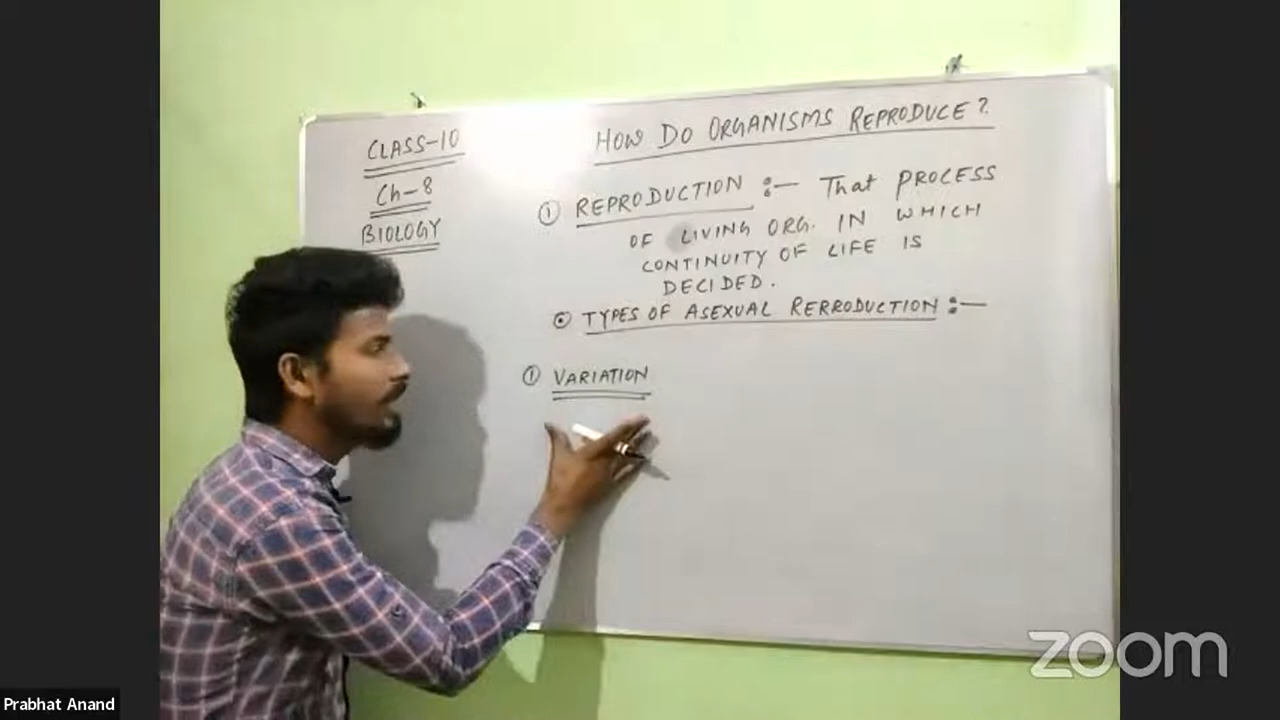 CLASS-10
Ch-8
BIOLOGY
HOW DO ORGANISMS REPRODUCE?
① REPRODUCTION :- That PROCESS
OF LIVING ORG. IN WHICH
CONTINUITY OF LIFE IS
DECIDED.
⊙ TYPES OF ASEXUAL RERRODUCTION :-
① VARIATION
zoom
Prabhat Anand